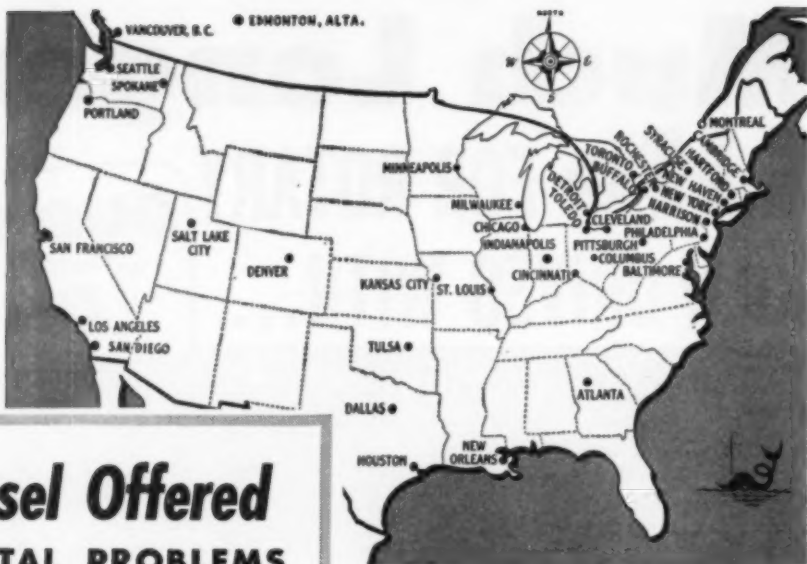 VANCOUVER, B.C.
EDMONTON, ALTA.
NORTH
W
E
S
SEATTLE
SPOKANE
PORTLAND
MONTREAL
CAMBRIDGE
SYRACUSE
HARTFORD
ROCHESTER
NEW HAVEN
TORONTO
NEW YORK
BUFFALO
HARRISON
MINNEAPOLIS
DETROIT
TOLEDO
MILWAUKEE
CLEVELAND
CHICAGO
PHILADELPHIA
INDIANAPOLIS
PITTSBURGH
COLUMBUS
CINCINNATI
BALTIMORE
SAN FRANCISCO
SALT LAKE
CITY
DENVER
KANSAS CITY
ST. LOUIS
LOS ANGELES
SAN DIEGO
TULSA
ATLANTA
DALLAS
HOUSTON
NEW
ORLEANS
sel Offered
TAL PROBLEMS